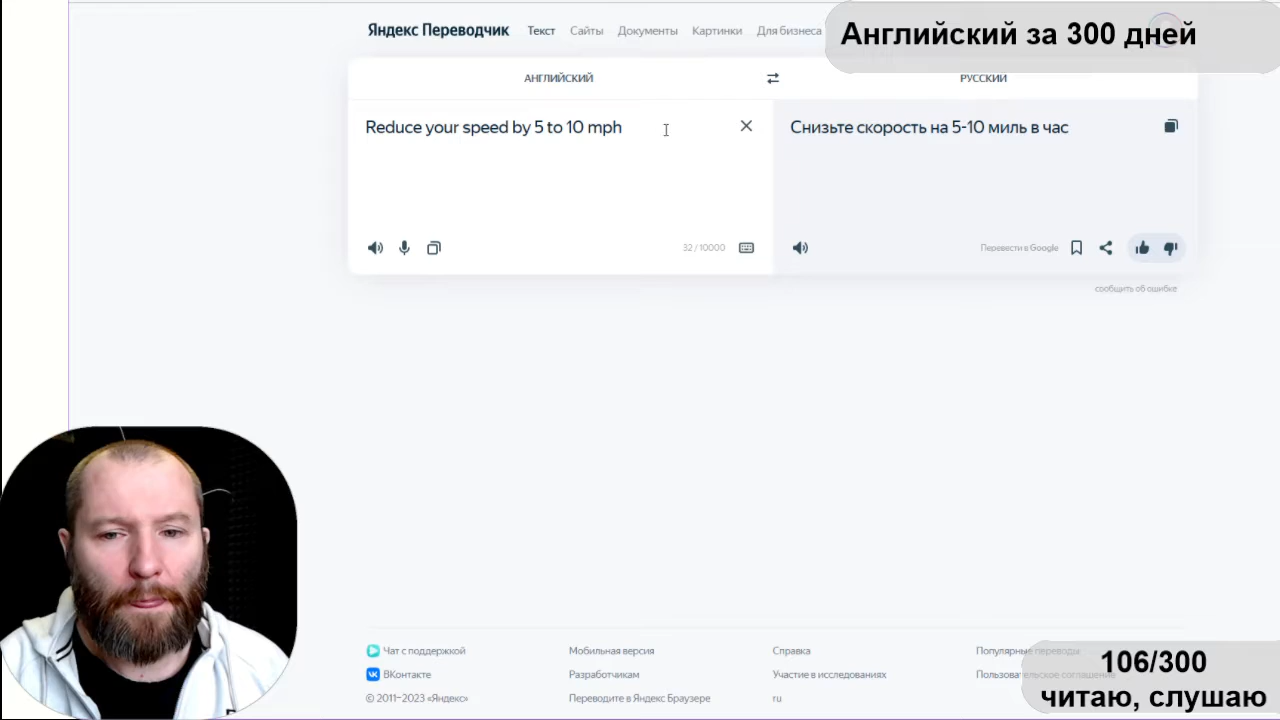 Английский за 300 дней
Яндекс Переводчик Текст Сайты Документы Картинки Для бизнеса
АНГЛИЙСКИЙ РУССКИЙ
Reduce your speed by 5 to 10 mph
Снизьте скорость на 5-10 миль в час
32 / 10000
Перевести в Google
сообщить об ошибке
Чат с поддержкой Мобильная версия Справка Популярные переводы
ВКонтакте Разработчикам Участие в исследованиях Пользовательское соглашение
© 2011–2023 «Яндекс» Переводите в Яндекс Браузере ru
106/300
читаю, слушаю